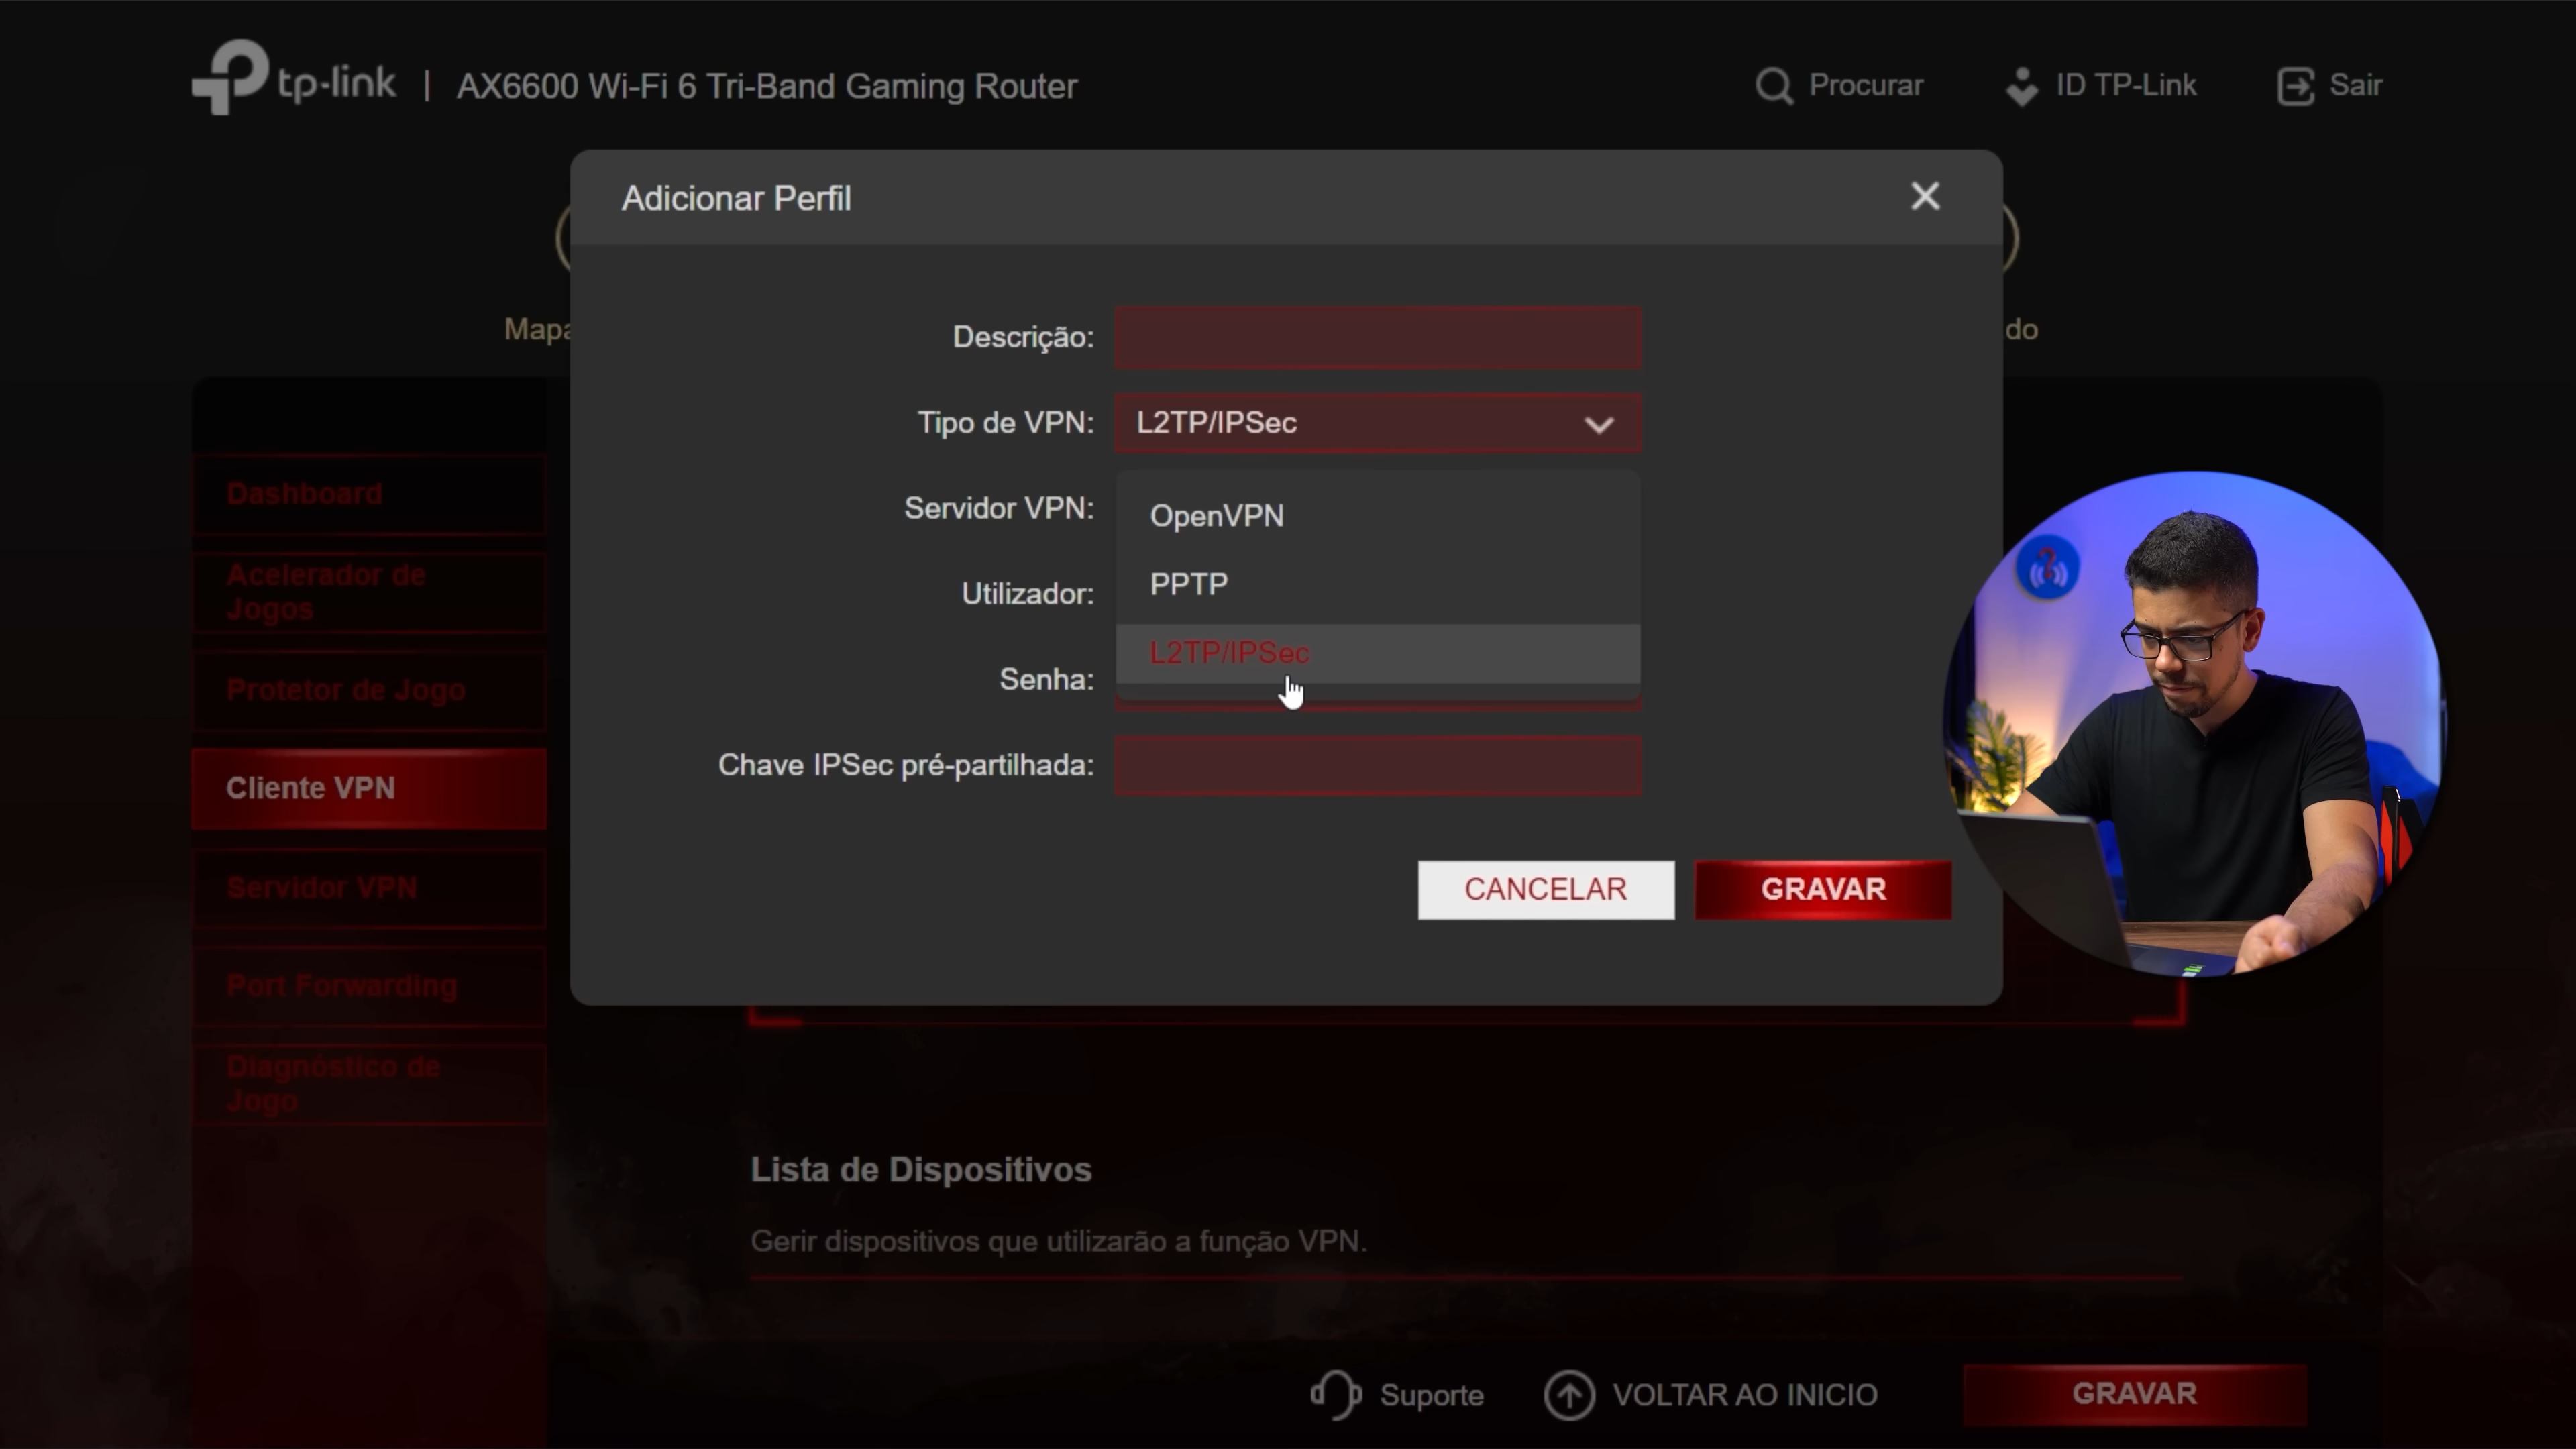 tp-link | AX6600 Wi-Fi 6 Tri-Band Gaming Router
Procurar
ID TP-Link
Sair
Adicionar Perfil
Mapa
do
Descrição:
Tipo de VPN:
L2TP/IPSec
Servidor VPN:
OpenVPN
PPTP
L2TP/IPSec
Utilizador:
Senha:
Chave IPSec pré-partilhada:
CANCELAR
GRAVAR
Dashboard
Acelerador de
Jogos
Protetor de Jogo
Cliente VPN
Servidor VPN
Port Forwarding
Diagnóstico de
Jogo
Lista de Dispositivos
Gerir dispositivos que utilizarão a função VPN.
Suporte
VOLTAR AO INICIO
GRAVAR